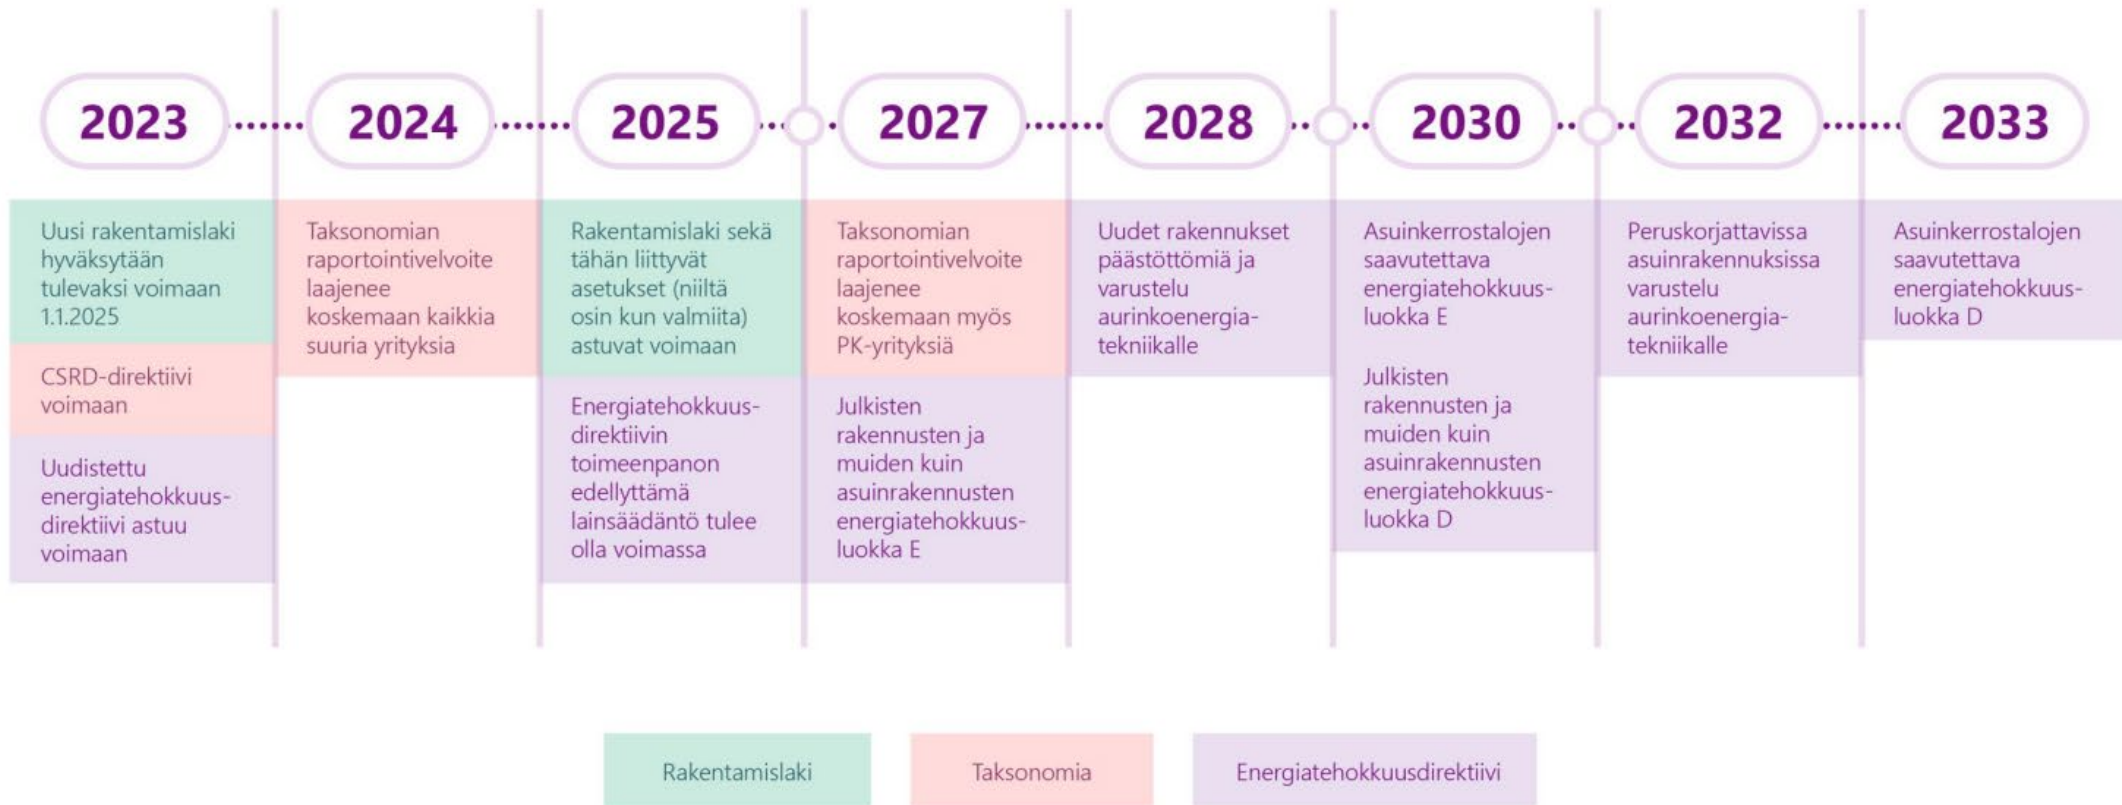 2023
2024
2025
2027
2028
2030
2032
2033
Uusi rakentamislaki
hyväksytään
tulevaksi voimaan
1.1.2025
CSRD-direktiivi
voimaan
Uudistettu
energiatehokkuus-
direktiivi astuu
voimaan
Taksonomian
raportointivelvoite
laajenee
koskemaan kaikkia
suuria yrityksia
Rakentamislaki sekä
tähän liittyvät
asetukset (niiltä
osin kun valmiita)
astuvat voimaan
Energiatehokkuus-
direktiivin
toimeenpanon
edellyttämä
lainsäädäntö tulee
olla voimassa
Taksonomian
raportointivelvoite
laajenee
koskemaan myös
PK-yrityksiä
Julkisten
rakennusten ja
muiden kuin
asuinrakennusten
energiatehokkuus-
luokka E
Uudet rakennukset
päästöttömiä ja
varustelu
aurinkoenergia-
tekniikalle
Asuinkerrostalojen
saavutettava
energiatehokkuus-
luokka E
Julkisten
rakennusten ja
muiden kuin
asuinrakennusten
energiatehokkuus-
luokka D
Peruskorjattavissa
asuinrakennuksissa
varustelu
aurinkoenergia-
tekniikalle
Asuinkerrostalojen
saavutettava
energiatehokkuus-
luokka D
Rakentamislaki
Taksonomia
Energiatehokkuusdirektiivi